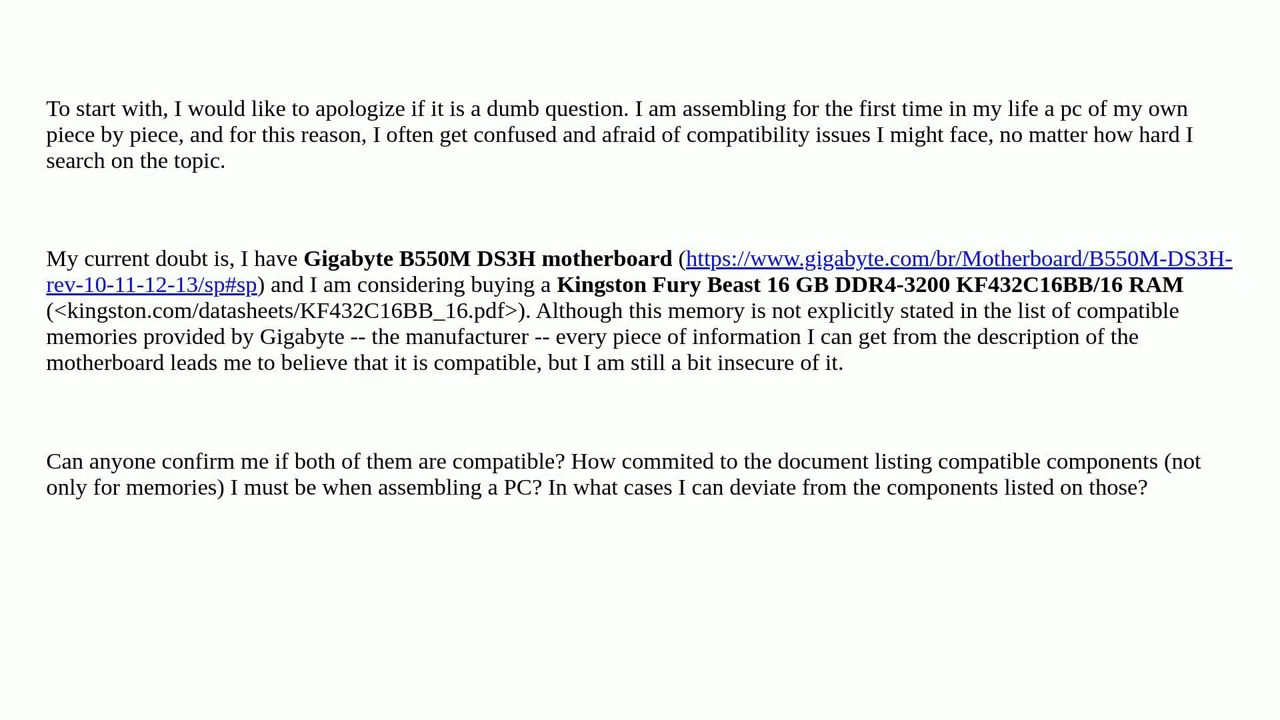 To start with, I would like to apologize if it is a dumb question. I am assembling for the first time in my life a pc of my own
piece by piece, and for this reason, I often get confused and afraid of compatibility issues I might face, no matter how hard I
search on the topic.
My current doubt is, I have Gigabyte B550M DS3H motherboard (https://www.gigabyte.com/br/Motherboard/B550M-DS3H-
rev-10-11-12-13/sp#sp) and I am considering buying a Kingston Fury Beast 16 GB DDR4-3200 KF432C16BB/16 RAM
(<kingston.com/datasheets/KF432C16BB_16.pdf>). Although this memory is not explicitly stated in the list of compatible
memories provided by Gigabyte -- the manufacturer -- every piece of information I can get from the description of the
motherboard leads me to believe that it is compatible, but I am still a bit insecure of it.
Can anyone confirm me if both of them are compatible? How commited to the document listing compatible components (not
only for memories) I must be when assembling a PC? In what cases I can deviate from the components listed on those?